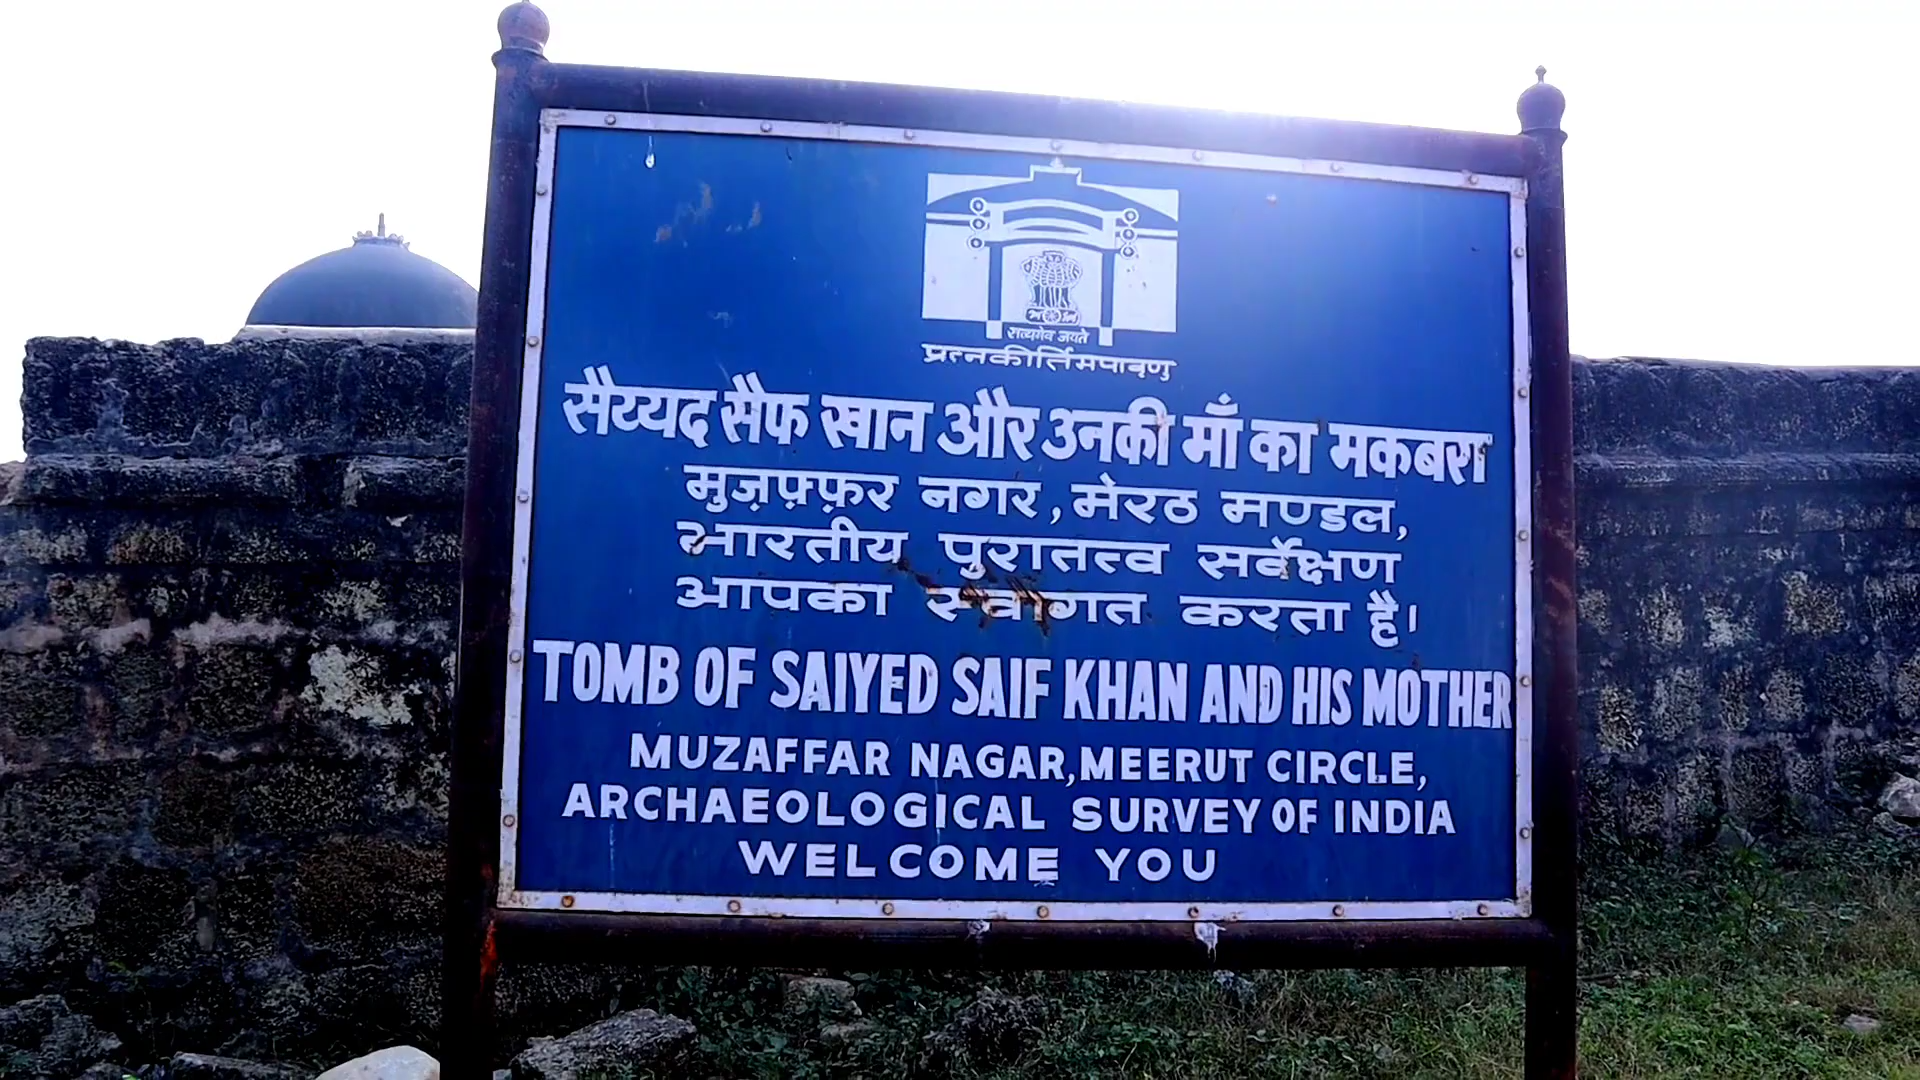 सत्यमेव जयते
प्रत्नकीर्तिमपावृणु
सैय्यद सैफ खान और उनकी माँ का मकबरा
मुज़फ़्फ़र नगर, मेरठ मण्डल,
भारतीय पुरातत्व सर्वेक्षण
आपका स्वागत करता है।
TOMB OF SAIYED SAIF KHAN AND HIS MOTHER
MUZAFFAR NAGAR, MEERUT CIRCLE,
ARCHAEOLOGICAL SURVEY OF INDIA
WELCOME YOU